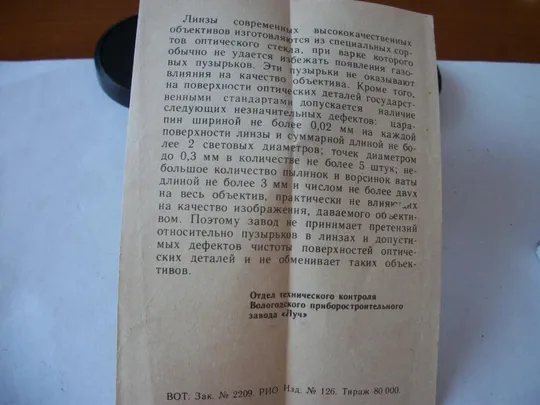 Линзы современных высококачественных
объективов изготовляются из специальных сор-
тов оптического стекла, при варке которого
обычно не удается избежать появления газо-
вых пузырьков. Эти пузырьки не оказывают
влияния на качество объектива. Кроме того,
на поверхности оптических деталей государст-
венными стандартами допускается наличие
следующих незначительных дефектов: цара-
пин шириной не более 0,02 мм на каждой
поверхности линзы и суммарной длиной не бо-
лее 2 световых диаметров; точек диаметром
до 0,3 мм в количестве не более 5 штук; не-
большое количество пылинок и ворсинок ваты
длиной не более 3 мм и числом не более двух
на весь объектив, практически не влияющих
на качество изображения, даваемого объекти-
вом. Поэтому завод не принимает претензий
относительно пузырьков в линзах и допусти-
мых дефектов чистоты поверхностей оптиче-
ских деталей и не обменивает таких объек-
тивов.
Отдел технического контроля
Вологодского приборостроительного
завода «Луч»
ВОТ. Зак. № 2209. РИО Изд. № 126. Тираж 80 000.